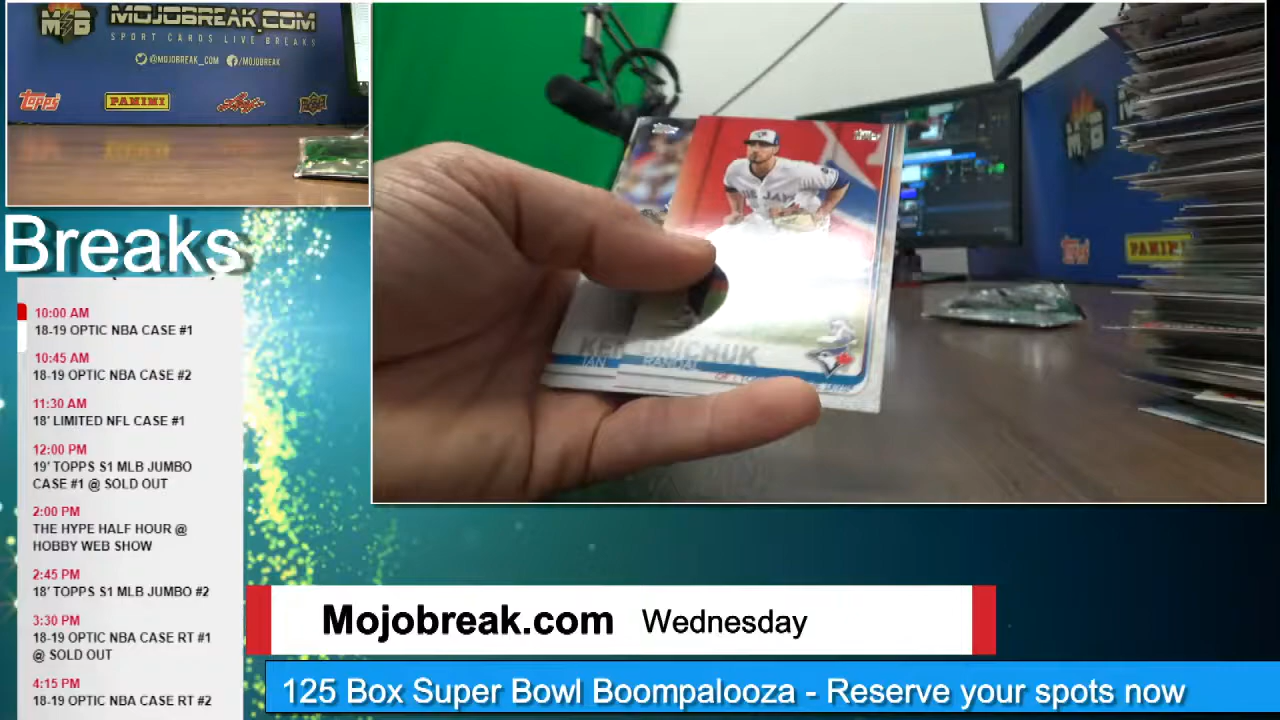 MOJOBREAK.COM
SPORT CARDS LIVE BREAKS
@MOJOBREAK_COM /MOJOBREAK
topps PANINI
Breaks
10:00 AM
18-19 OPTIC NBA CASE #1
10:45 AM
18-19 OPTIC NBA CASE #2
11:30 AM
18' LIMITED NFL CASE #1
12:00 PM
19' TOPPS S1 MLB JUMBO
CASE #1 @ SOLD OUT
2:00 PM
THE HYPE HALF HOUR @
HOBBY WEB SHOW
2:45 PM
18' TOPPS S1 MLB JUMBO #2
3:30 PM
18-19 OPTIC NBA CASE RT #1
@ SOLD OUT
4:15 PM
18-19 OPTIC NBA CASE RT #2
topps
PANINI
IAN
RANDAL
Mojobreak.com Wednesday
125 Box Super Bowl Boompalooza - Reserve your spots now